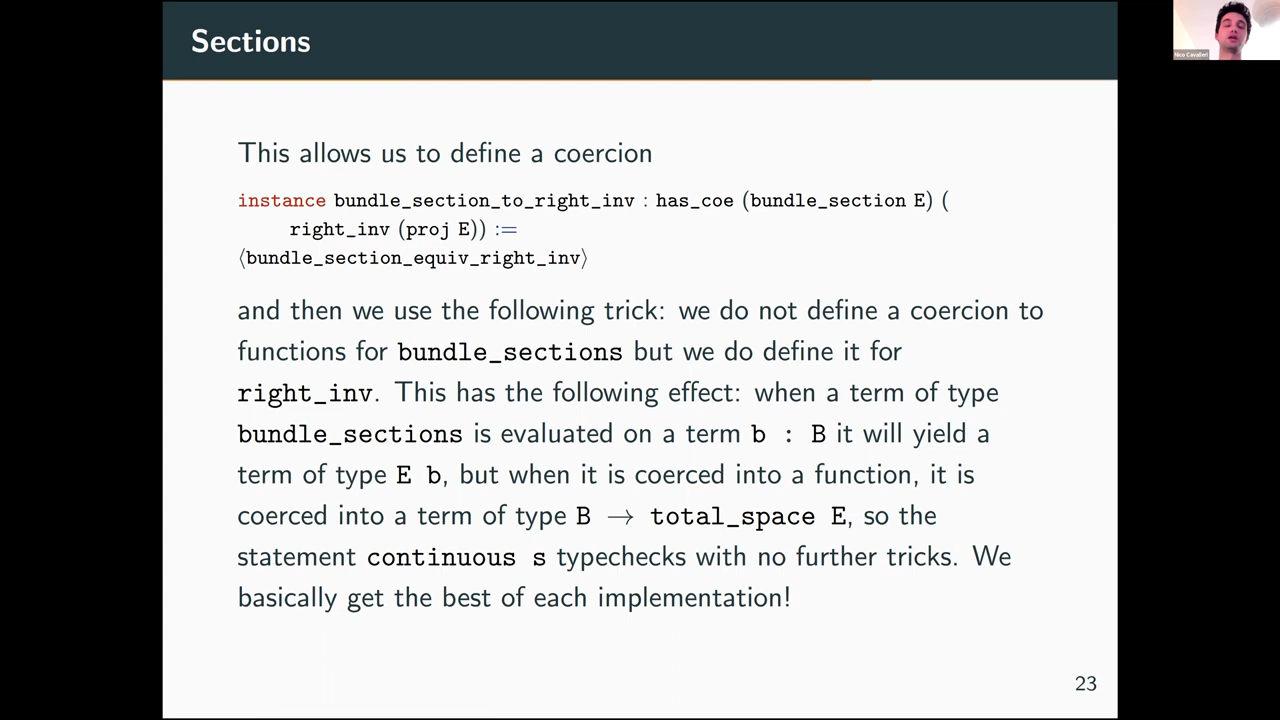 Sections
Nico Cavalleri
This allows us to define a coercion
instance bundle_section_to_right_inv : has_coe (bundle_section E) (
right_inv (proj E)) :=
⟨bundle_section_equiv_right_inv⟩
and then we use the following trick: we do not define a coercion to
functions for bundle_sections but we do define it for
right_inv. This has the following effect: when a term of type
bundle_sections is evaluated on a term b : B it will yield a
term of type E b, but when it is coerced into a function, it is
coerced into a term of type B → total_space E, so the
statement continuous s typechecks with no further tricks. We
basically get the best of each implementation!
23